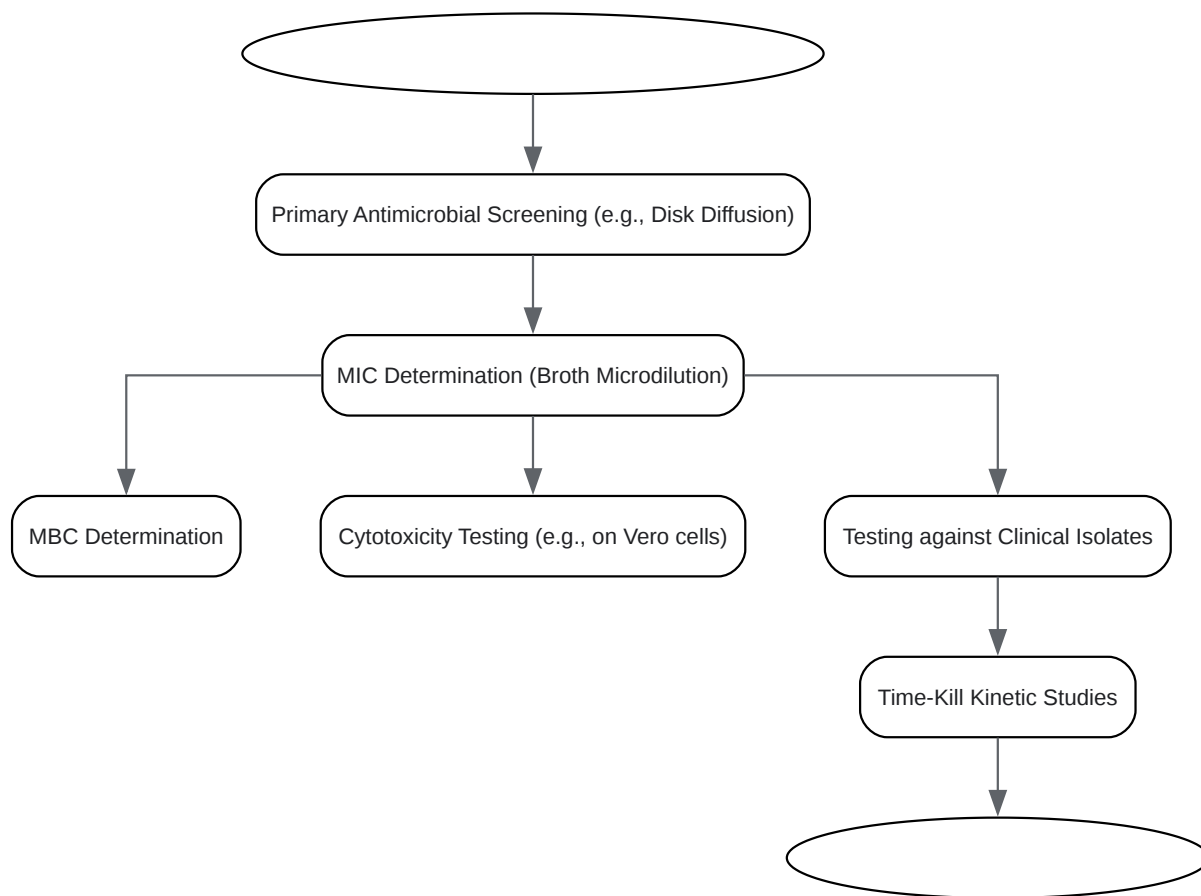 Primary Antimicrobial Screening (e.g., Disk Diffusion)
MIC Determination (Broth Microdilution)
MBC Determination
Cytotoxicity Testing (e.g., on Vero cells)
Testing against Clinical Isolates
Time-Kill Kinetic Studies